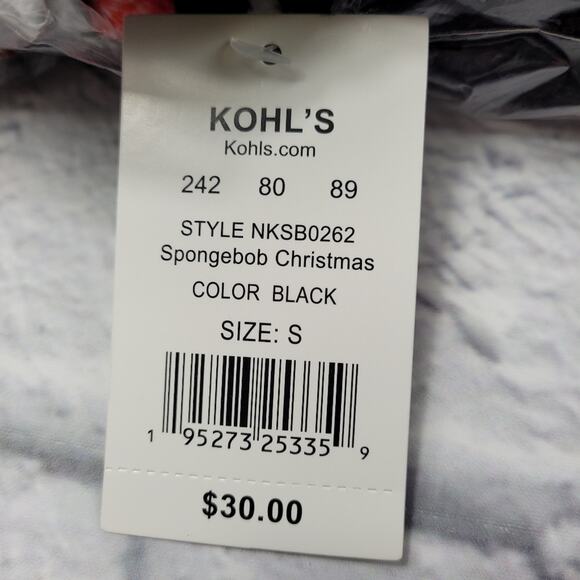 KOHL'S
Kohls.com
242 80 89
STYLE NKSB0262
Spongebob Christmas
COLOR BLACK
SIZE: S
1 95273 25335 9
$30.00